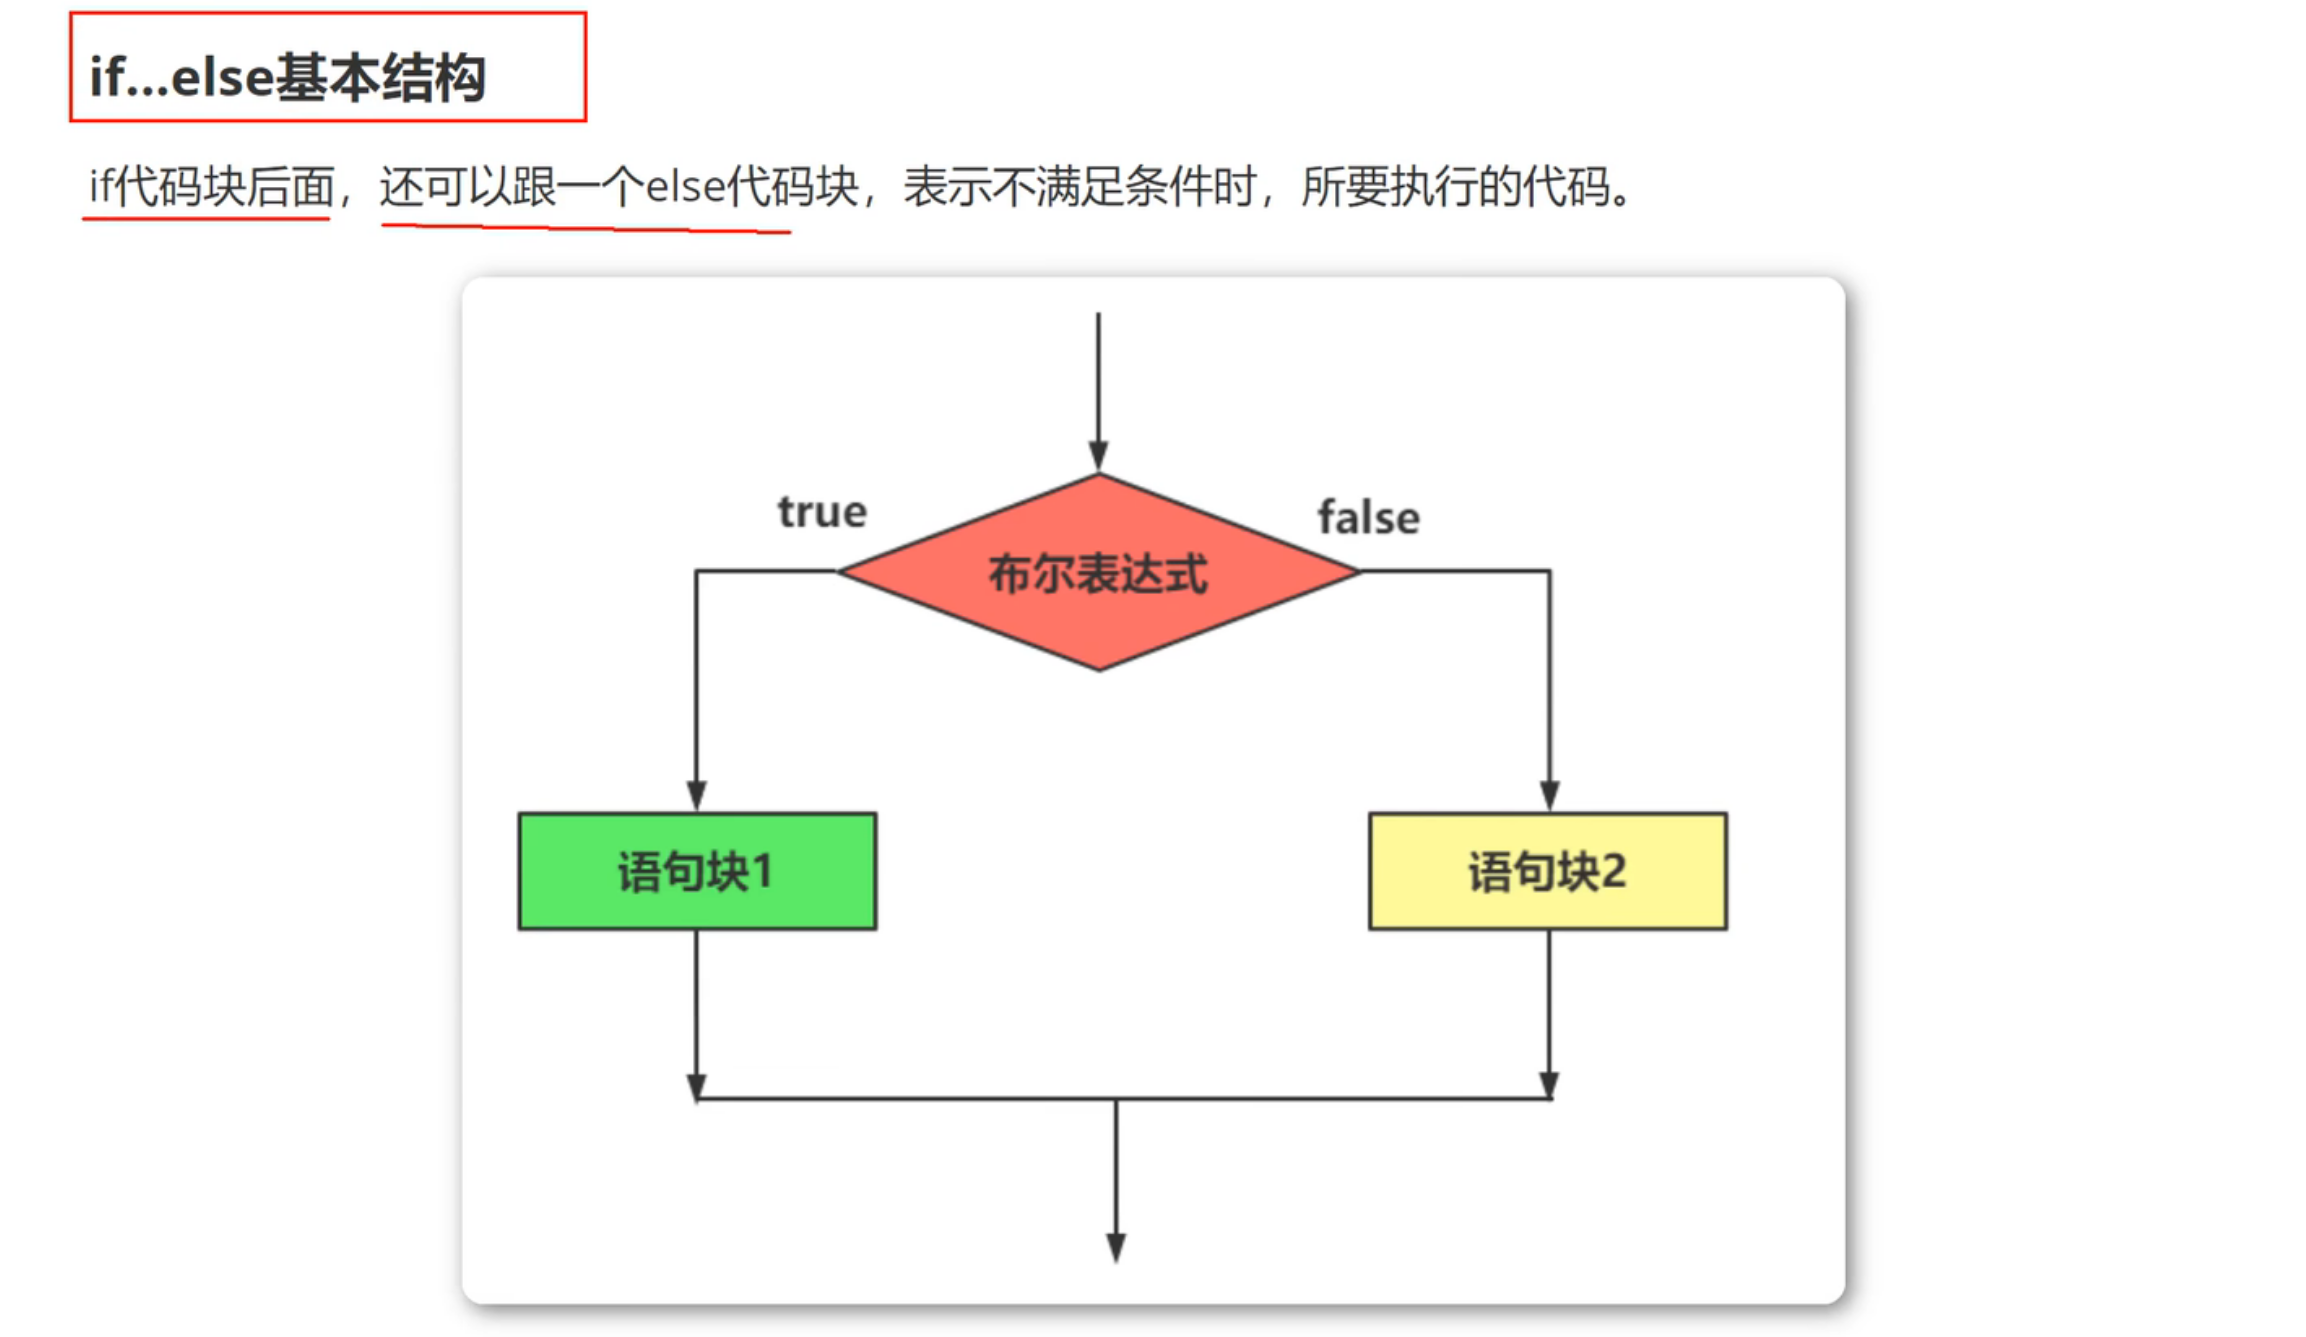 if...else基本结构
if代码块后面，还可以跟一个else代码块，表示不满足条件时，所要执行的代码。
true
false
布尔表达式
语句块1
语句块2